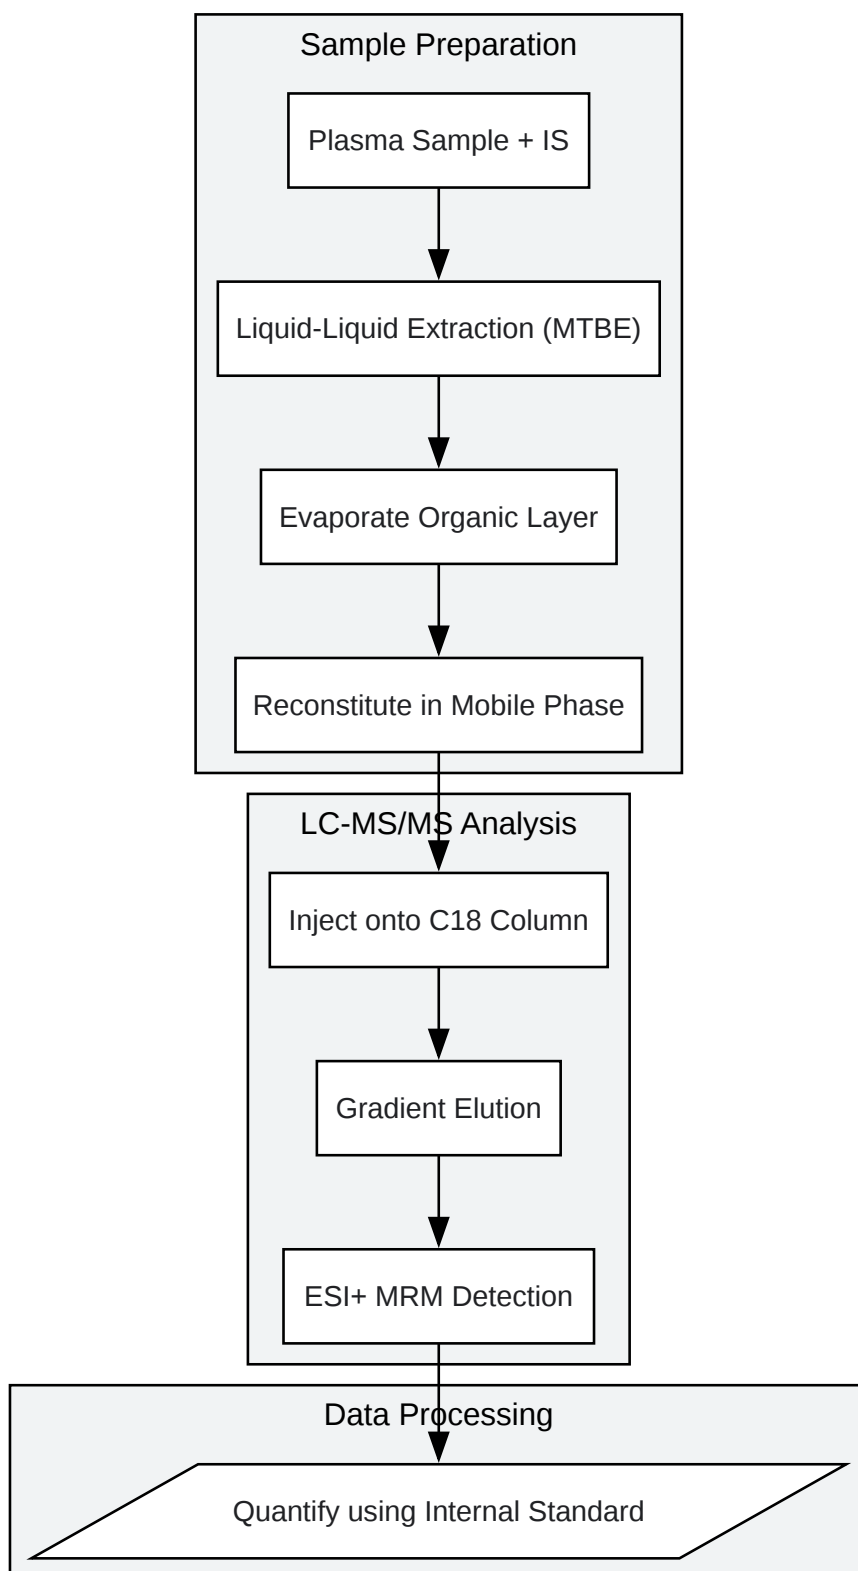 Sample Preparation
Plasma Sample + IS
Liquid-Liquid Extraction (MTBE)
Evaporate Organic Layer
Reconstitute in Mobile Phase
LC-MS/MS Analysis
Inject onto C18 Column
Gradient Elution
ESI+ MRM Detection
Data Processing
Quantify using Internal Standard